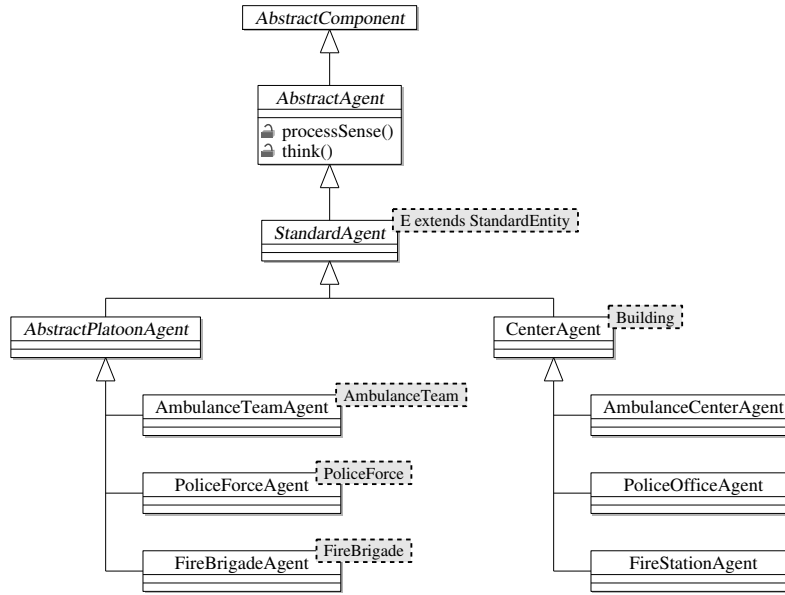 AbstractComponent
AbstractAgent
processSense()
think()
E extends StandardEntity
StandardAgent
AbstractPlatoonAgent
Building
CenterAgent
AmbulanceTeam
AmbulanceTeamAgent
AmbulanceCenterAgent
PoliceForce
PoliceForceAgent
PoliceOfficeAgent
FireBrigade
FireBrigadeAgent
FireStationAgent